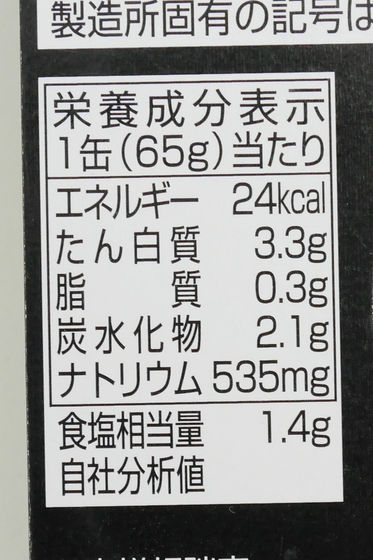 製造所固有の記号は
栄養成分表示
1缶(65g)当たり
エネルギー 24kcal
たん白質 3.3g
脂質 0.3g
炭水化物 2.1g
ナトリウム 535mg
食塩相当量 1.4g
自社分析値